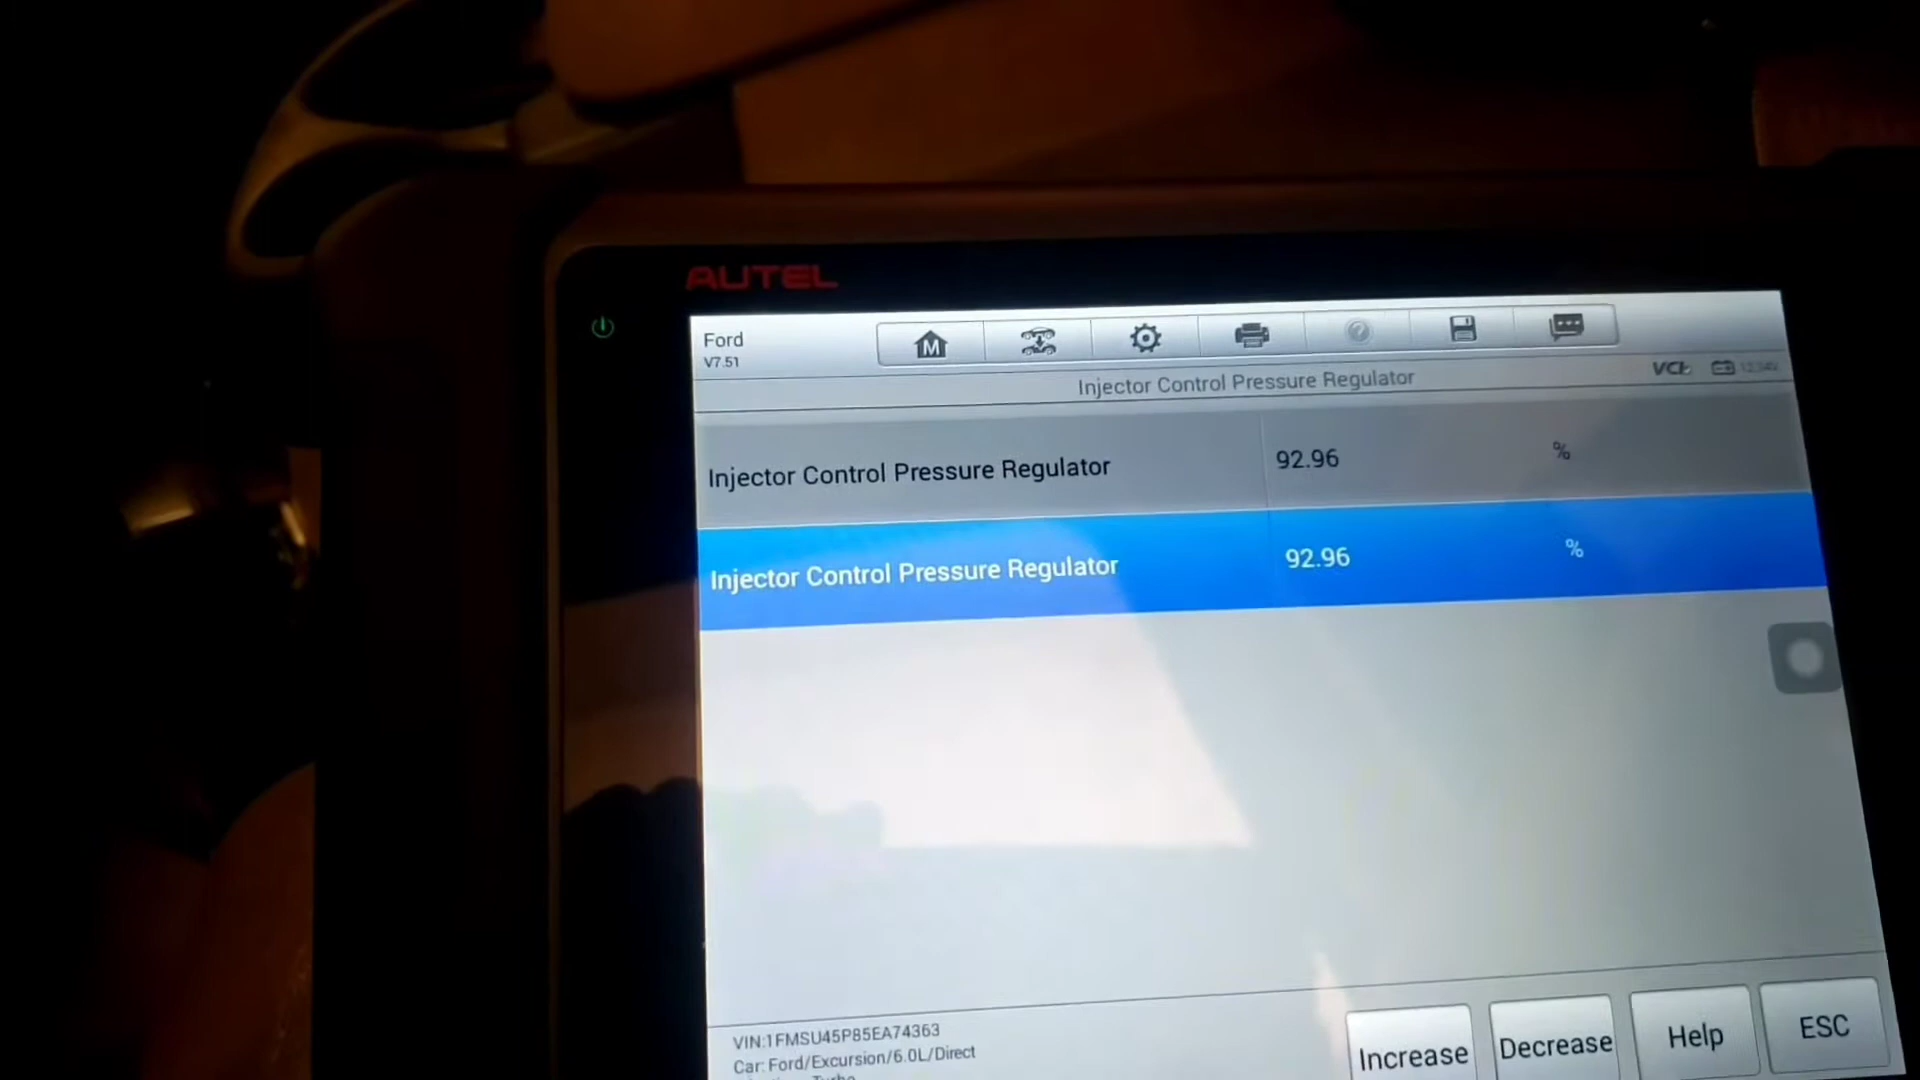 AUTEL
Ford
V7.51
M
Injector Control Pressure Regulator
VCI
Injector Control Pressure Regulator 92.96 %
Injector Control Pressure Regulator 92.96 %
VIN:1FMSU45P85EA74363
Car: Ford/Excursion/6.0L/Direct
Turbo
Increase Decrease Help ESC